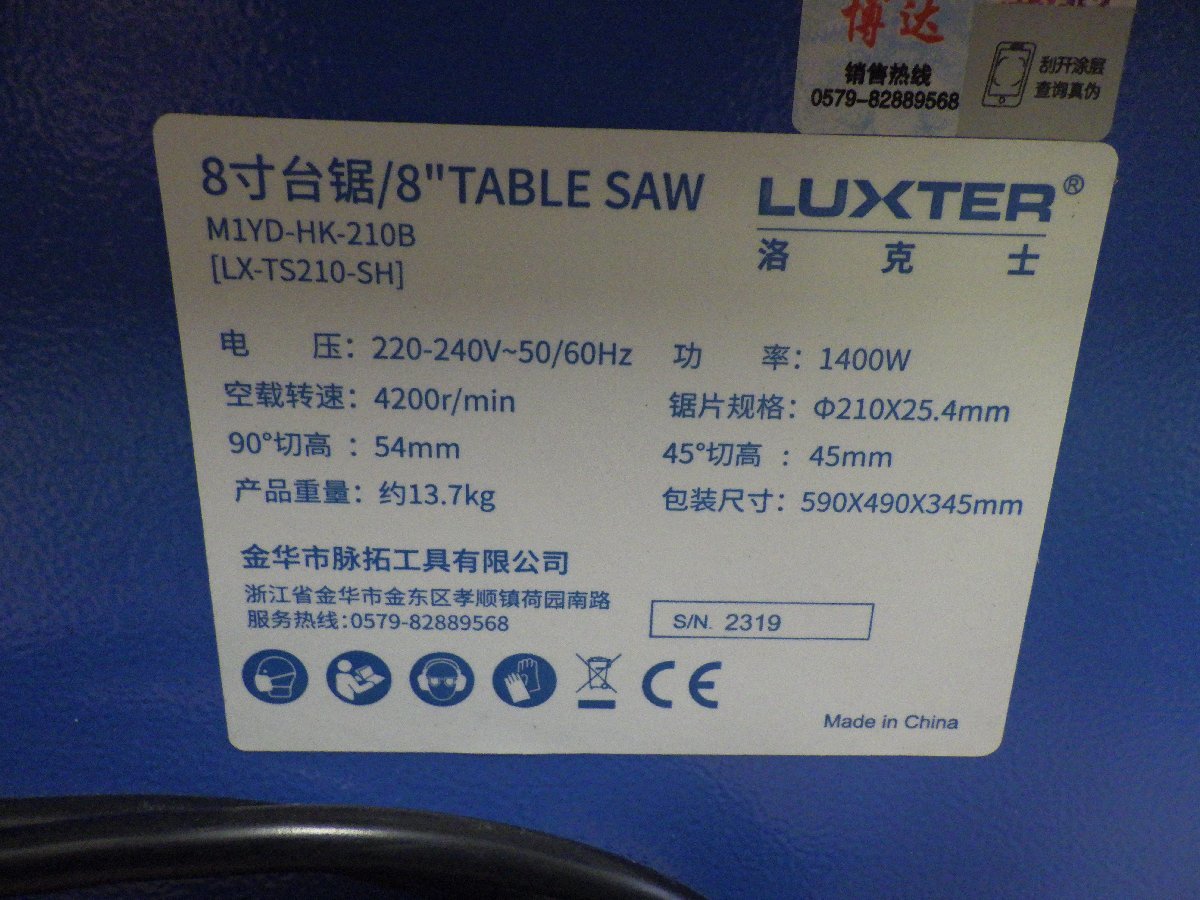 博达
销售热线
0579-82889568
刮开涂层
查询真伪
8寸台锯/8"TABLE SAW
M1YD-HK-210B
[LX-TS210-SH]
LUXTER®
洛克士
电压：220-240V~50/60Hz
功率：1400W
空载转速：4200r/min
锯片规格：Φ210X25.4mm
90°切高：54mm
45°切高：45mm
产品重量：约13.7kg
包装尺寸：590X490X345mm
金华市脉拓工具有限公司
浙江省金华市金东区孝顺镇荷园南路
服务热线:0579-82889568
S/N. 2319
CE
Made in China